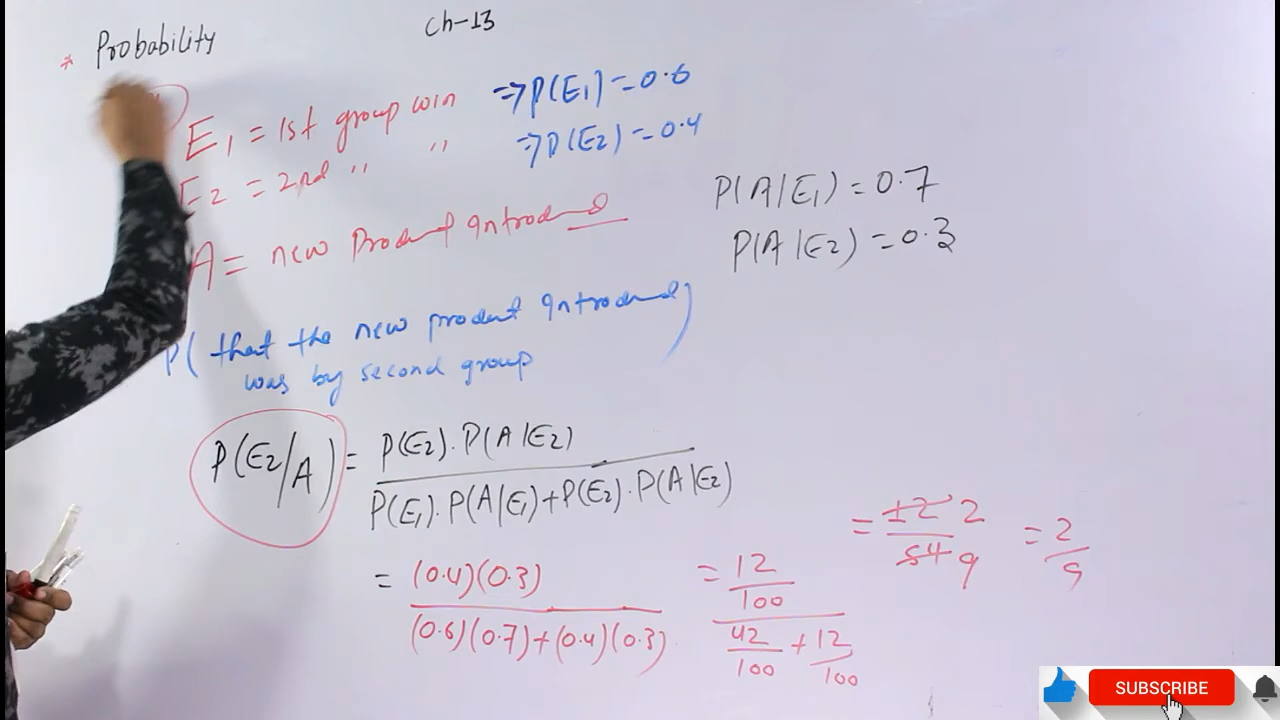 * Probability
Ch-13
E1 = 1st group win ⇒ P(E1) = 0.6
E2 = 2nd " " ⇒ P(E2) = 0.4
A = new Product Introd
P(A|E1) = 0.7
P(A|E2) = 0.3
P( that the new product Introd)
was by second group
P(E2/A) = P(E2).P(A|E2)
P(E1).P(A|E1)+P(E2).P(A|E2)
= (0.4)(0.3)
(0.6)(0.7)+(0.4)(0.3)
= 12
100
42 + 12
100 100
= 12 2
54 9
= 2
9
SUBSCRIBE